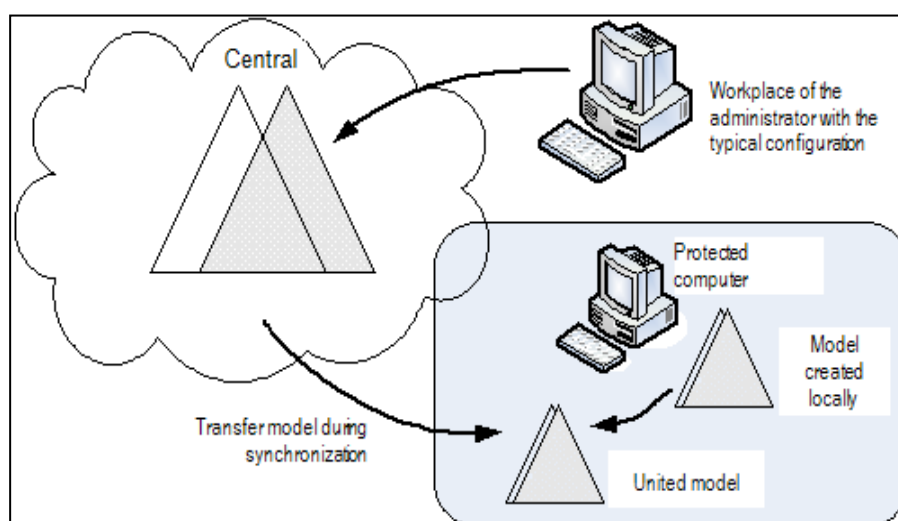 Central
Workplace of the
administrator with the
typical configuration
Protected
computer
Model
created
locally
Transfer model during
synchronization
United model